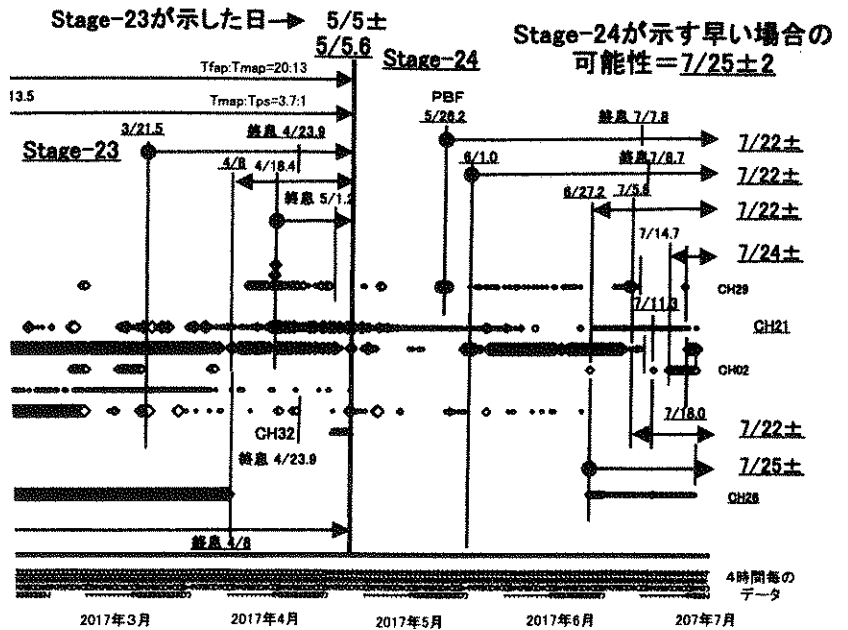 Stage-23が示した日→ 5/5±
5/5.6
Stage-24
Stage-24が示す早い場合の
可能性＝7/25±2
Tfap:Tmap=20:13
13.5
Tmap:Tps=3.7:1
PBF
3/21.5
終息 4/23.9
5/26.2
終息 7/7.8
7/22±
Stage-23
4/8
4/18.4
6/1.0
終息7/8.7
7/22±
終息 5/1.2
6/27.2
7/5.8
7/22±
7/14.7
7/24±
CH29
7/11.3
CH21
CH02
7/18.0
CH32
7/22±
終息 4/23.9
7/25±
CH26
終息 4/8
4時間毎の
データ
2017年3月
2017年4月
2017年5月
2017年6月
207年7月